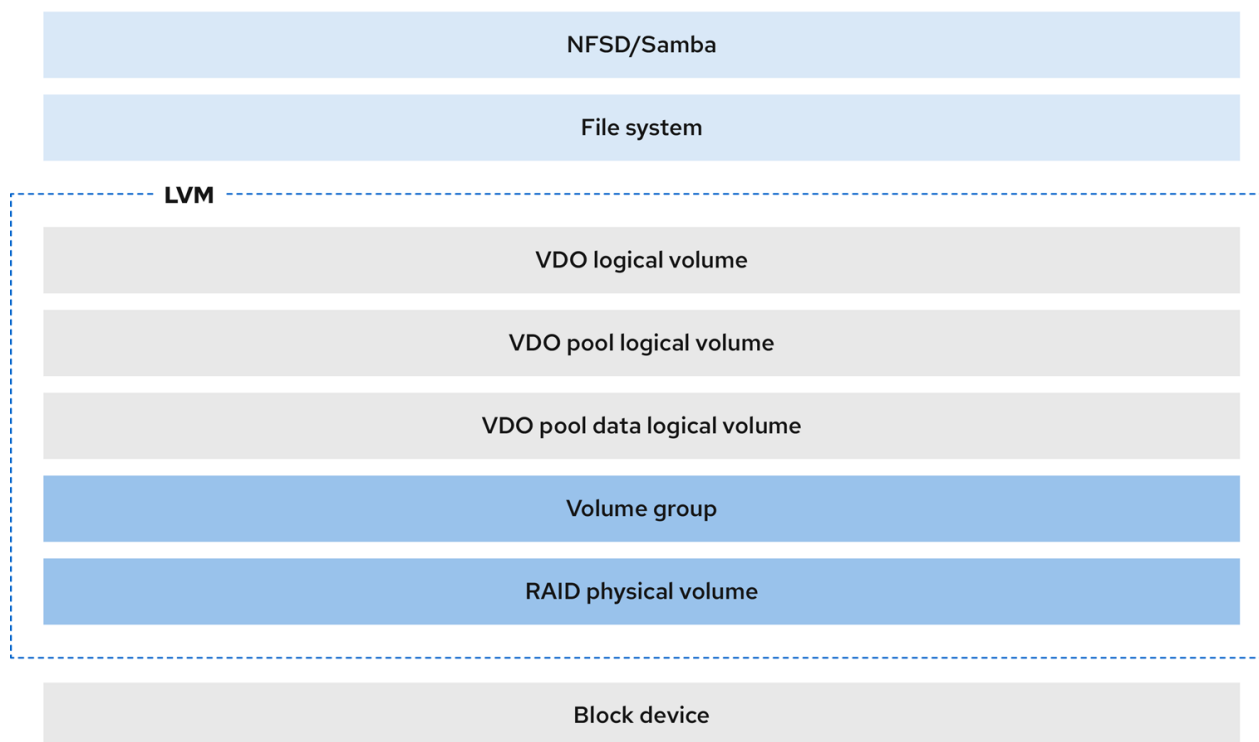 NFSD/Samba
File system
LVM
VDO logical volume
VDO pool logical volume
VDO pool data logical volume
Volume group
RAID physical volume
Block device